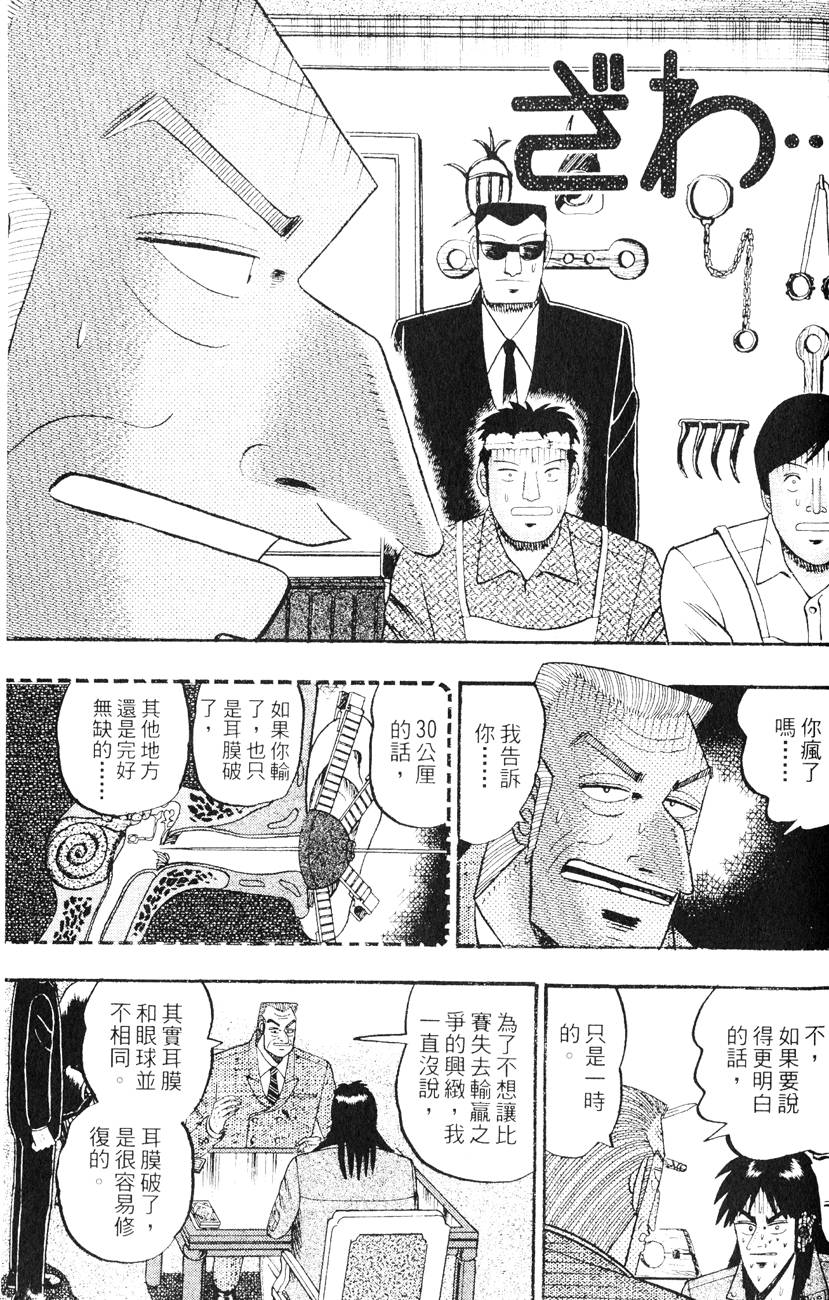 ざわ‥
你瘋了
嗎……
我告訴
你……
30公厘
的話，
如果你輸
了，也只
是耳膜破
了，
其他地方
還是完好
無缺的……
不，
如果要說
得更明白
的話，
只是一時
的。
為了不想讓比
賽失去輸贏之
爭的興緻，我
一直沒說，
其實耳膜
和眼球並
不相同。
耳膜破了，
是很容易修
復的。